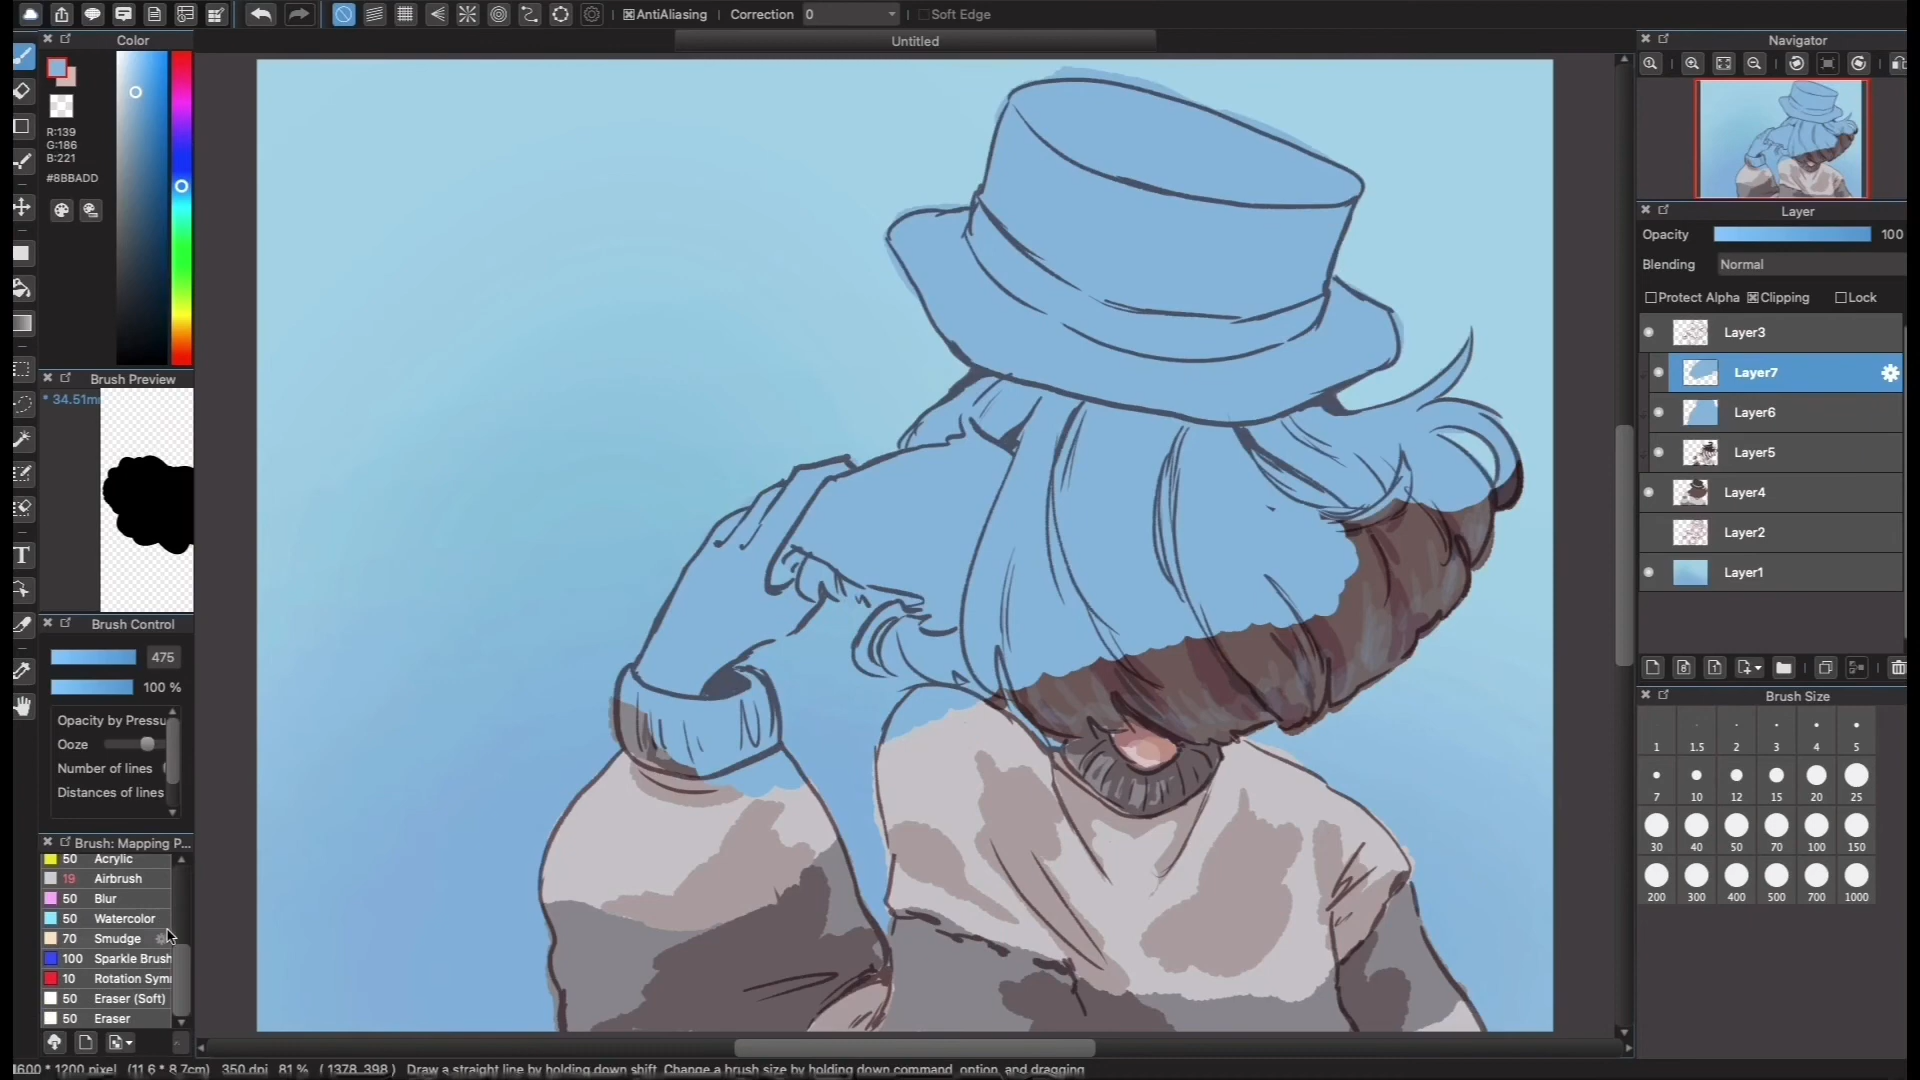 AntiAliasing
Correction 0
Soft Edge
Color
Untitled
Navigator
R:139
G:186
B:221
#8BBADD
Layer
Opacity 100
Blending Normal
Protect Alpha Clipping Lock
Layer3
Layer7
Layer6
Layer5
Layer4
Layer2
Layer1
Brush Preview
* 34.51m
Brush Control
475
100 %
Opacity by Pressu
Ooze
Number of lines
Distances of lines
Brush: Mapping P...
50 Acrylic
19 Airbrush
50 Blur
50 Watercolor
70 Smudge
100 Sparkle Brush
10 Rotation Sym
50 Eraser (Soft)
50 Eraser
T
Brush Size
1 1.5 2 3 4 5
7 10 12 15 20 25
30 40 50 70 100 150
200 300 400 500 700 1000
1600 * 1200 pixel (11.6 * 8.7cm) 350 dpi 81 % ( 1378, 398 ) Draw a straight line by holding down shift, Change a brush size by holding down command, option, and dragging